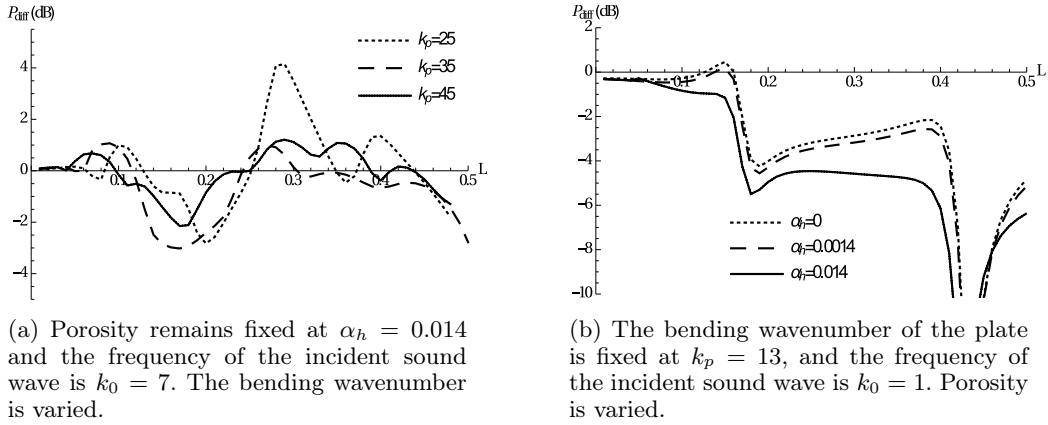 P_diff (dB)
4
2
0
−2
−4
0.1
0.2
0.3
0.4
0.5
L
k_p=25
k_p=35
k_p=45
P_diff (dB)
2
0
−2
−4
−6
−8
−10
0.1
0.2
0.3
0.4
0.5
L
α_h=0
α_h=0.0014
α_h=0.014
(a) Porosity remains fixed at α_h = 0.014
and the frequency of the incident sound
wave is k_0 = 7. The bending wavenumber
is varied.
(b) The bending wavenumber of the plate
is fixed at k_p = 13, and the frequency of
the incident sound wave is k_0 = 1. Porosity
is varied.